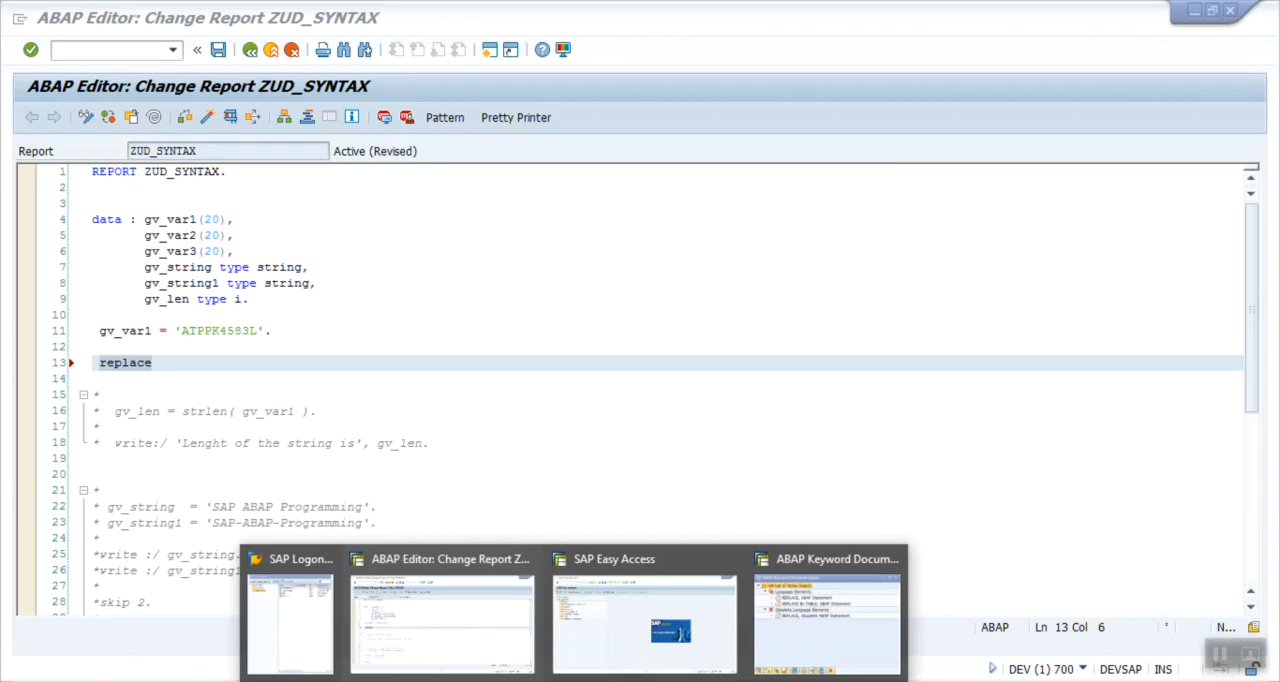 ABAP Editor: Change Report ZUD_SYNTAX
ABAP Editor: Change Report ZUD_SYNTAX
Pattern Pretty Printer
Report ZUD_SYNTAX Active (Revised)
1 REPORT ZUD_SYNTAX.
2
3
4 data : gv_var1(20),
5 gv_var2(20),
6 gv_var3(20),
7 gv_string type string,
8 gv_string1 type string,
9 gv_len type i.
10
11 gv_var1 = 'ATPPK4583L'.
12
13 replace
14
15 *
16 * gv_len = strlen( gv_var1 ).
17 *
18 * write:/ 'Lenght of the string is', gv_len.
19
20
21 *
22 * gv_string = 'SAP ABAP Programming'.
23 * gv_string1 = 'SAP-ABAP-Programming'.
24 *
25 *write :/ gv_string
26 *write :/ gv_string1
27 *
28 *skip 2.
SAP Logon... ABAP Editor: Change Report Z... SAP Easy Access ABAP Keyword Docum...
ABAP Ln 13 Col 6 N...
DEV (1) 700 DEVSAP INS